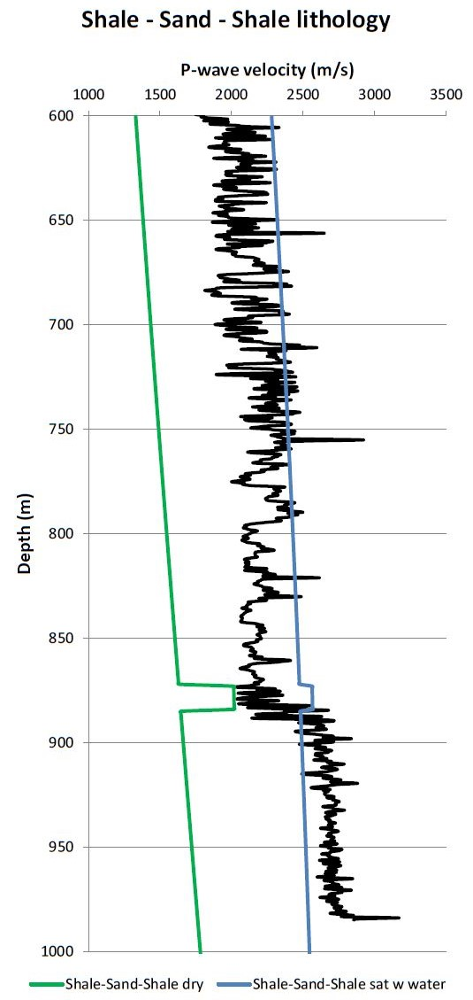 Shale - Sand - Shale lithology
P-wave velocity (m/s)
1000 1500 2000 2500 3000 3500
600
650
700
750
800
850
900
950
1000
Depth (m)
Shale-Sand-Shale dry Shale-Sand-Shale sat w water